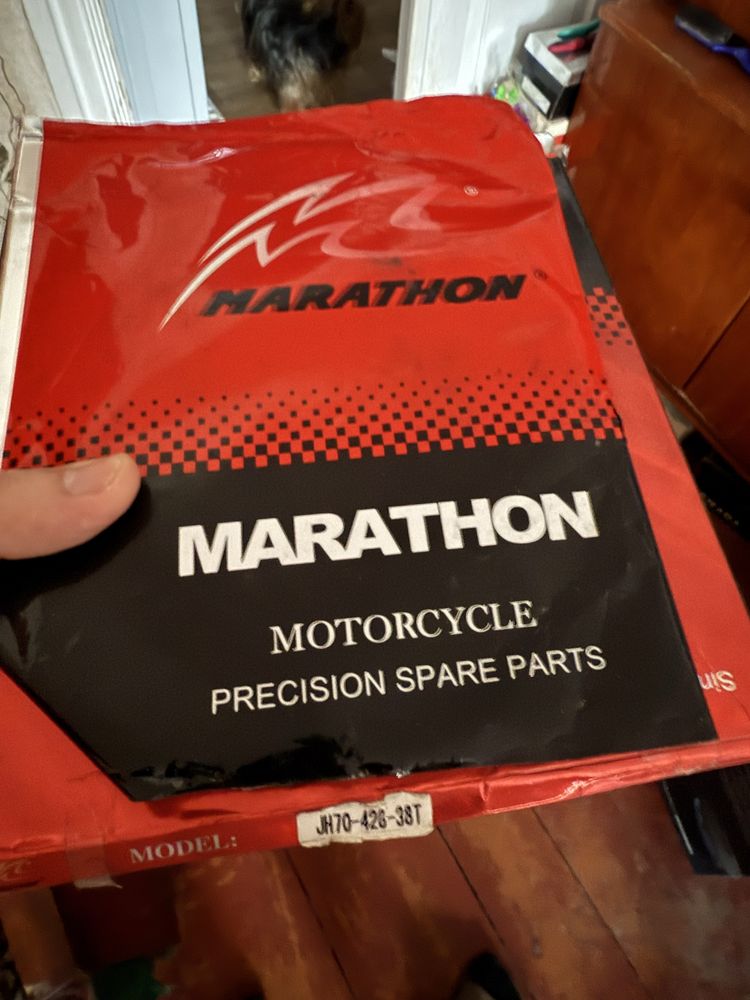 ®
MARATHON®
MARATHON
MOTORCYCLE
PRECISION SPARE PARTS
MODEL:
JH70-428-38T